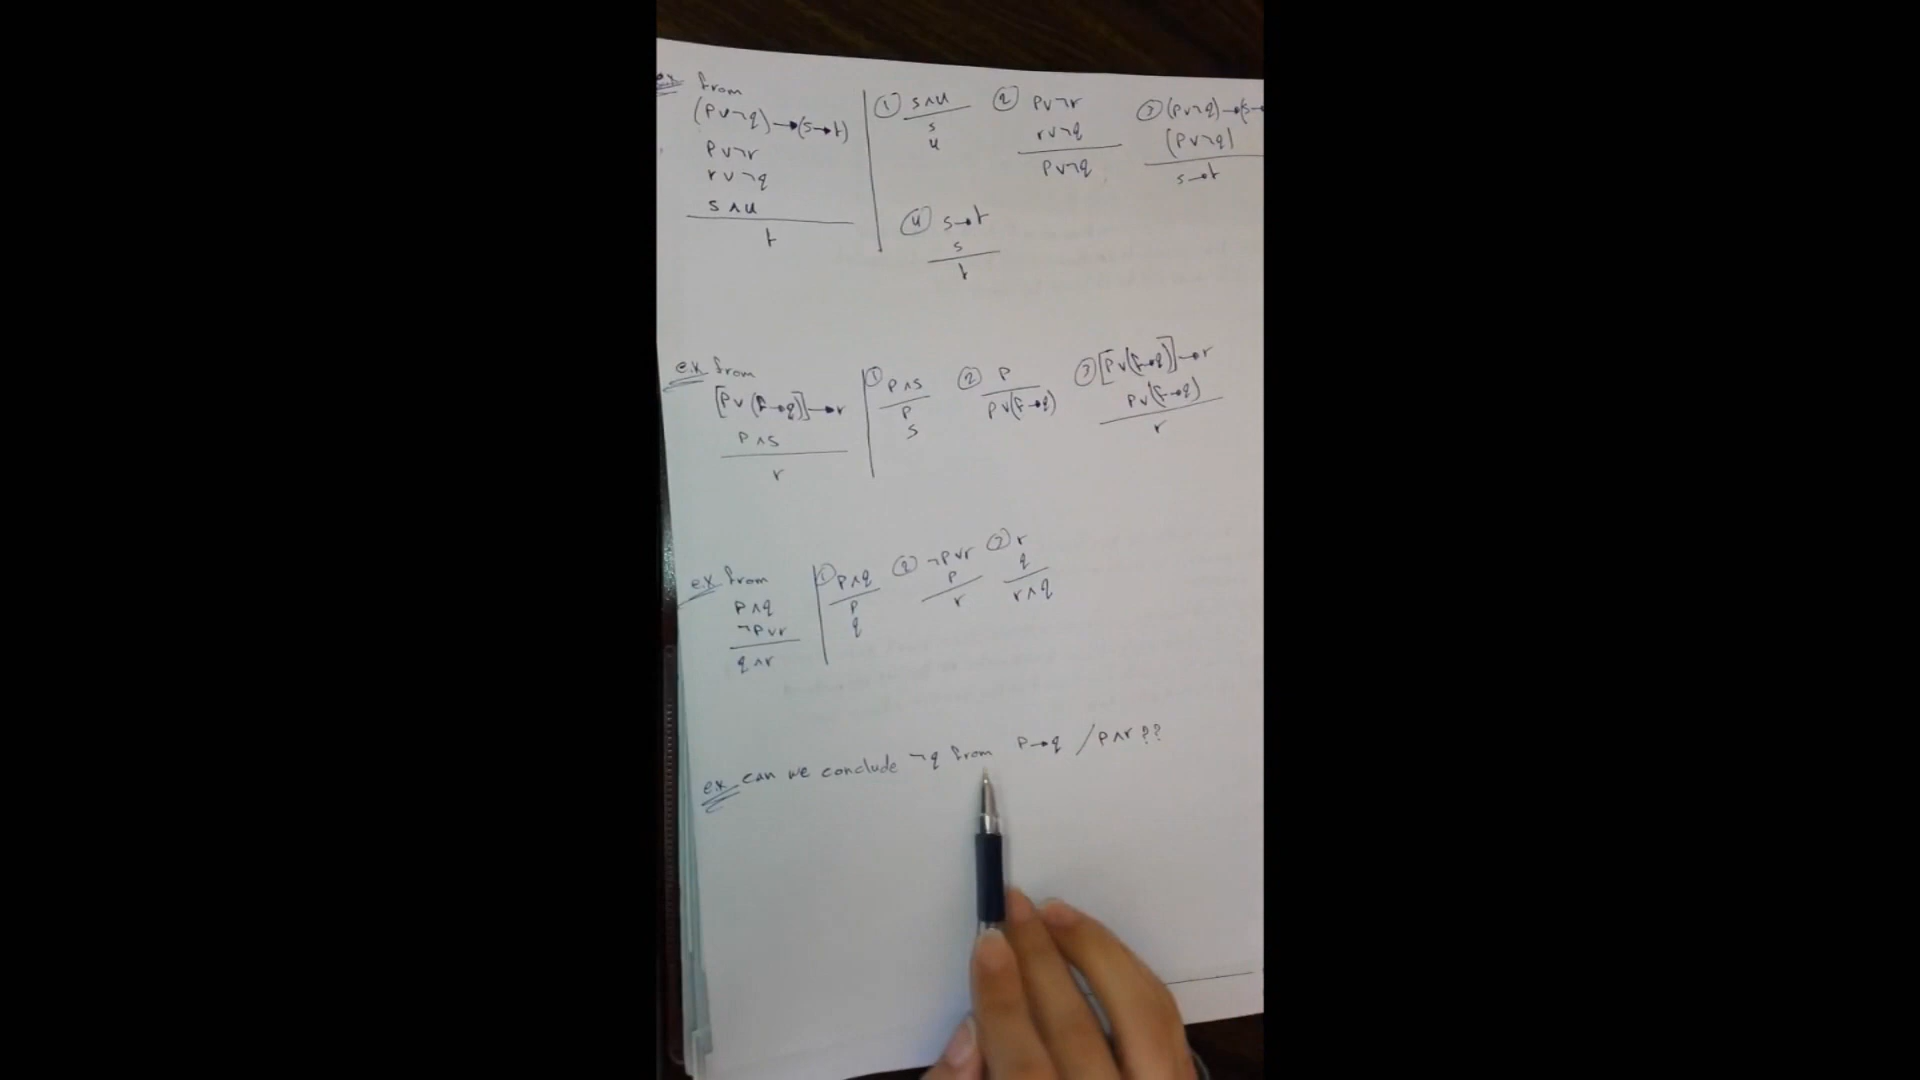 ex from
(p∨¬q)→(s→t)
p∨¬r
r∨¬q
s∧u
t
① s∧u
s
u
② p∨¬r
r∨¬q
p∨¬q
③ (p∨¬q)→(s→
(p∨¬q)
s→t
④ s→t
s
t
ex from
[p∨(t→q)]→r
p∧s
r
① p∧s
p
s
② p
p∨(t→q)
③ [p∨(t→q)]→r
p∨(t→q)
r
ex from
p∧q
¬p∨r
q∧r
① p∧q
p
q
② ¬p∨r
p
r
③ r
q
r∧q
ex can we conclude ¬q from p→q / p∧r??